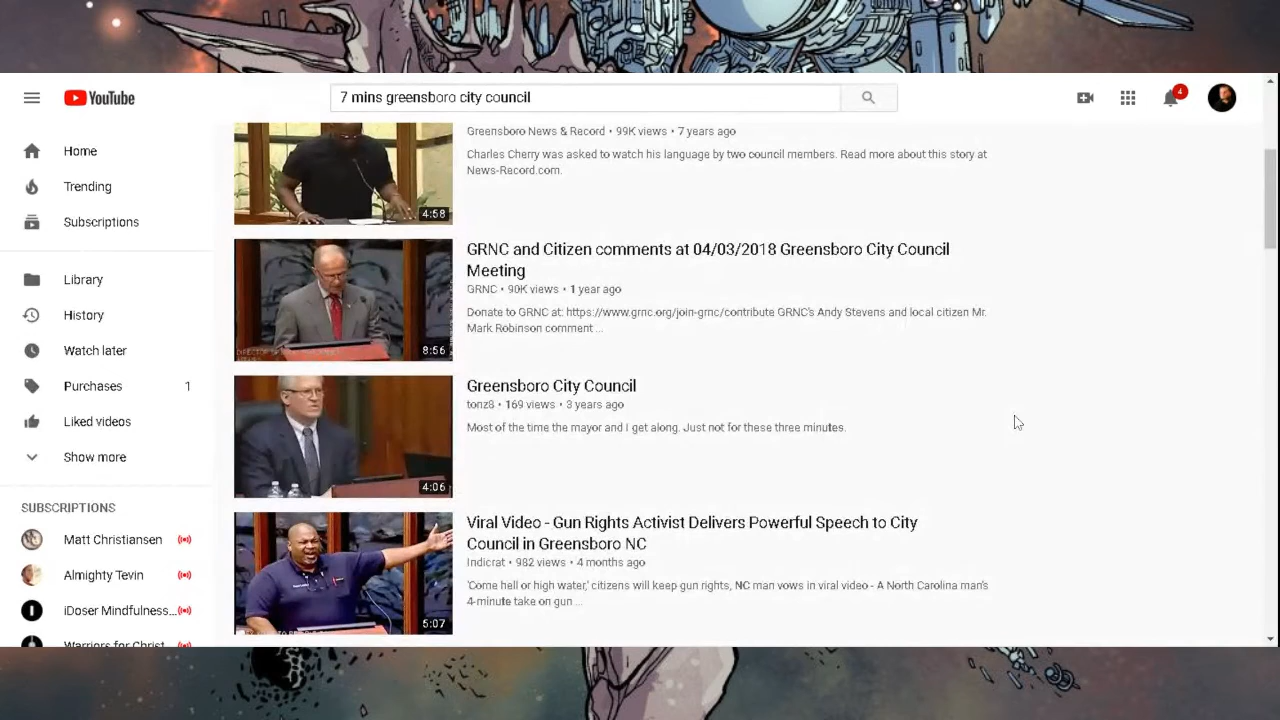 YouTube
7 mins greensboro city council
4
Home
Trending
Subscriptions
Library
History
Watch later
Purchases 1
Liked videos
Show more
SUBSCRIPTIONS
Matt Christiansen
Almighty Tevin
iDoser Mindfulness...
Warriors for Christ
Greensboro News & Record • 99K views • 7 years ago
Charles Cherry was asked to watch his language by two council members. Read more about this story at
News-Record.com.
4:58
GRNC and Citizen comments at 04/03/2018 Greensboro City Council
Meeting
GRNC • 90K views • 1 year ago
Donate to GRNC at: https://www.grnc.org/join-grnc/contribute GRNC's Andy Stevens and local citizen Mr.
Mark Robinson comment ...
8:56
Greensboro City Council
tonz8 • 169 views • 3 years ago
Most of the time the mayor and I get along. Just not for these three minutes.
4:06
Viral Video - Gun Rights Activist Delivers Powerful Speech to City
Council in Greensboro NC
Indicrat • 982 views • 4 months ago
'Come hell or high water,' citizens will keep gun rights, NC man vows in viral video - A North Carolina man's
4-minute take on gun ...
5:07